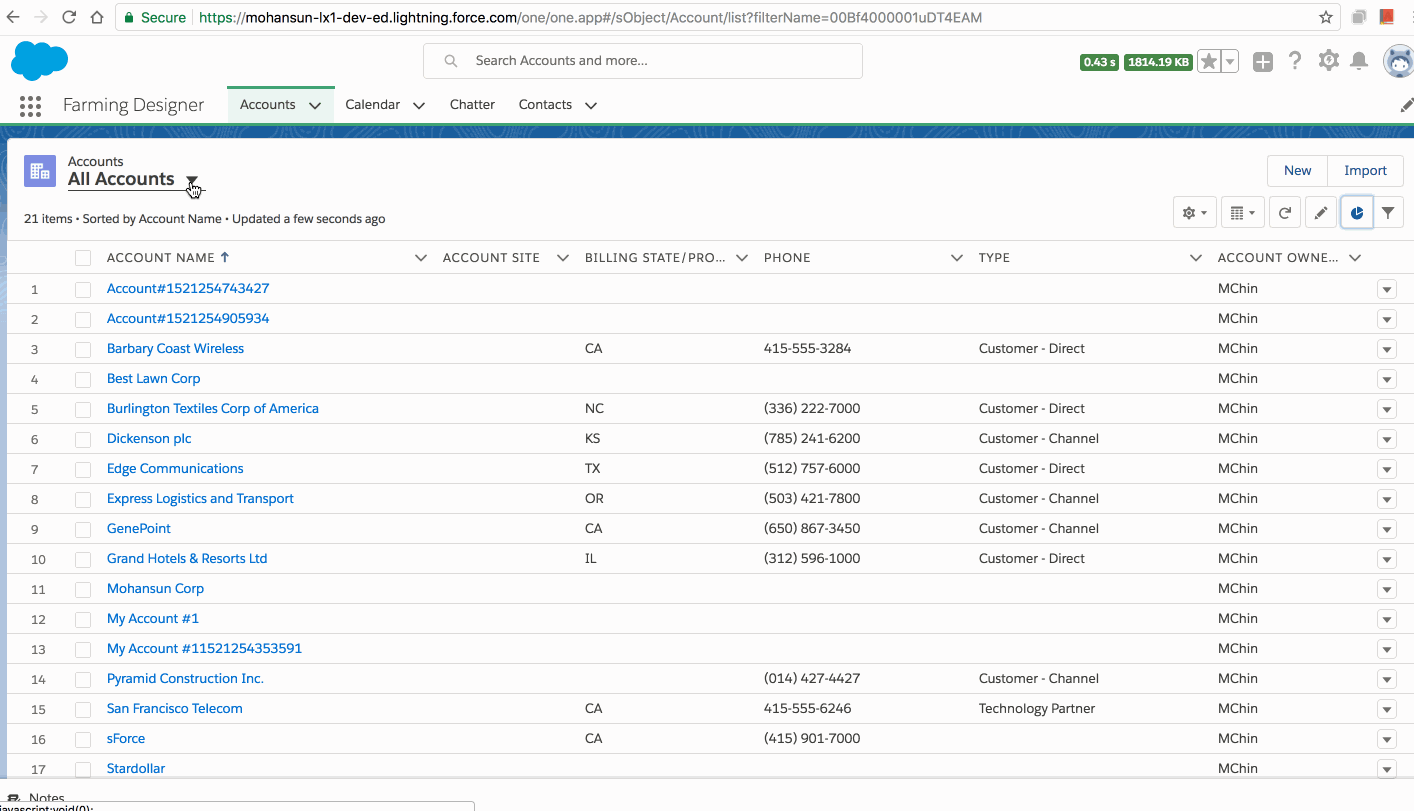 Secure https://mohansun-lx1-dev-ed.lightning.force.com/one/one.app#/sObject/Account/list?filterName=00Bf4000001uDT4EAM
Search Accounts and more... 0.43 s 1814.19 KB
Farming Designer Accounts Calendar Chatter Contacts
Accounts
All Accounts
New Import
21 items • Sorted by Account Name • Updated a few seconds ago
ACCOUNT NAME ACCOUNT SITE BILLING STATE/PRO... PHONE TYPE ACCOUNT OWNE...
1 Account#1521254743427 MChin
2 Account#1521254905934 MChin
3 Barbary Coast Wireless CA 415-555-3284 Customer - Direct MChin
4 Best Lawn Corp MChin
5 Burlington Textiles Corp of America NC (336) 222-7000 Customer - Direct MChin
6 Dickenson plc KS (785) 241-6200 Customer - Channel MChin
7 Edge Communications TX (512) 757-6000 Customer - Direct MChin
8 Express Logistics and Transport OR (503) 421-7800 Customer - Channel MChin
9 GenePoint CA (650) 867-3450 Customer - Channel MChin
10 Grand Hotels & Resorts Ltd IL (312) 596-1000 Customer - Direct MChin
11 Mohansun Corp MChin
12 My Account #1 MChin
13 My Account #11521254353591 MChin
14 Pyramid Construction Inc. (014) 427-4427 Customer - Channel MChin
15 San Francisco Telecom CA 415-555-6246 Technology Partner MChin
16 sForce CA (415) 901-7000 MChin
17 Stardollar MChin
Notes
javascript:void(0);